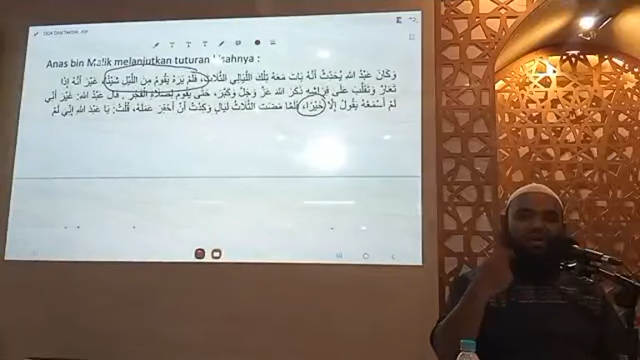 Anas bin Malik melanjutkan tuturan kisahnya :
وَكَانَ عَبْدُ اللهِ يُحَدِّثُ أَنَّهُ بَاتَ مَعَهُ تِلْكَ اللَّيَالِي الثَّلَاثَ، فَلَمْ يَرَهُ يَقُومُ مِنَ اللَّيْلِ شَيْئًا، غَيْرَ أَنَّهُ إِذَا
تَعَارَّ وَتَقَلَّبَ عَلَى فِرَاشِهِ ذَكَرَ اللهَ عَزَّ وَجَلَّ وَكَبَّرَ، حَتَّى يَقُومَ لِصَلَاةِ الْفَجْرِ. قَالَ عَبْدُ اللهِ: غَيْرَ أَنِّي
لَمْ أَسْمَعْهُ يَقُولُ إِلَّا خَيْرًا، فَلَمَّا مَضَتِ الثَّلَاثُ لَيَالٍ وَكِدْتُ أَنْ أَحْقِرَ عَمَلَهُ، قُلْتُ: يَا عَبْدَ اللهِ إِنِّي لَمْ